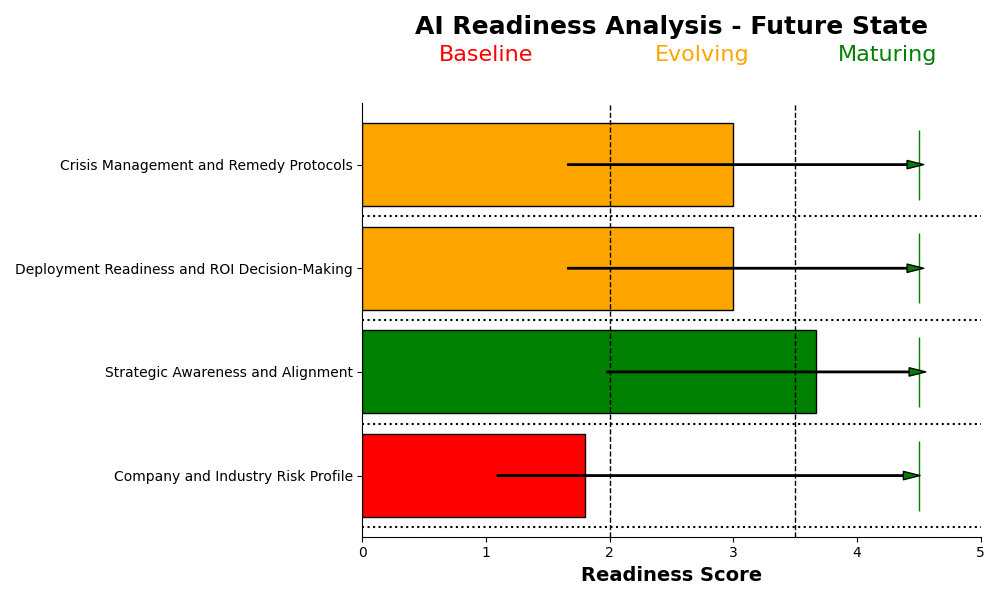 AI Readiness Analysis - Future State
Baseline Evolving Maturing
Crisis Management and Remedy Protocols
Deployment Readiness and ROI Decision-Making
Strategic Awareness and Alignment
Company and Industry Risk Profile
0 1 2 3 4 5
Readiness Score